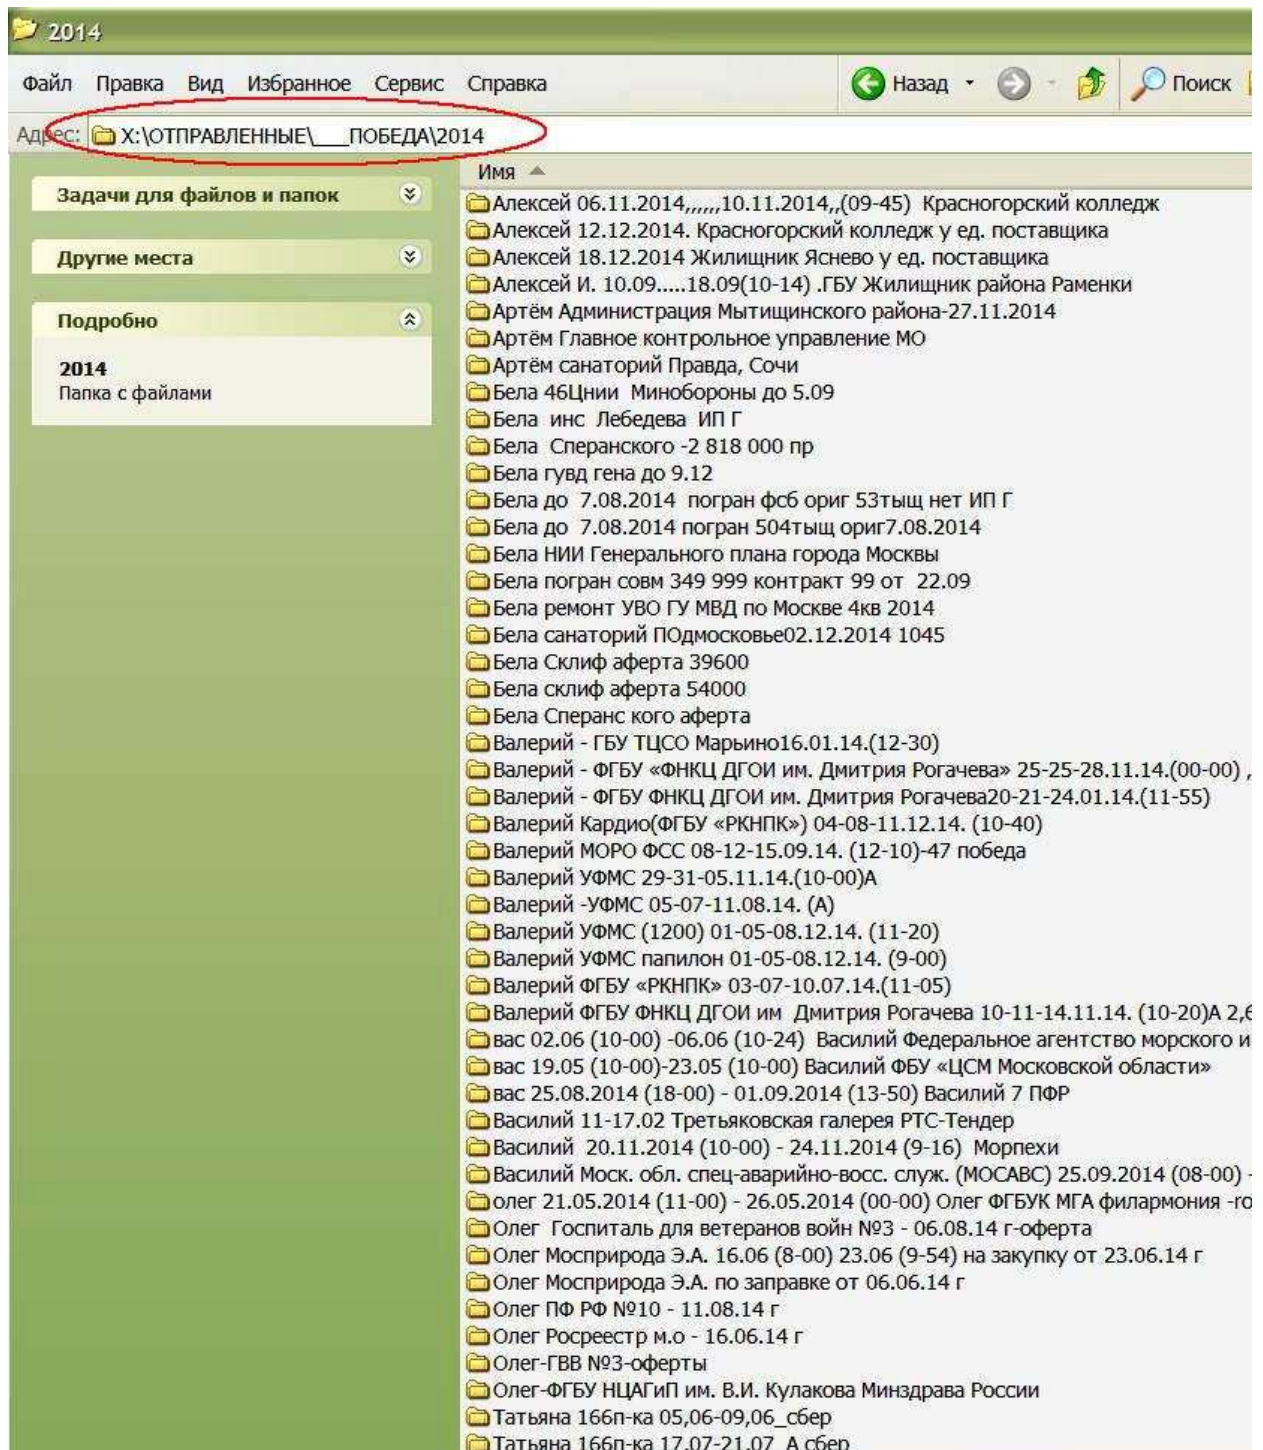 2014
Файл Правка Вид Избранное Сервис Справка Назад Поиск
Адрес: X:\ОТПРАВЛЕННЫЕ\___ПОБЕДА\2014
Задачи для файлов и папок
Другие места
Подробно
2014
Папка с файлами
Имя
Алексей 06.11.2014,,,,,,10.11.2014,,(09-45) Красногорский колледж
Алексей 12.12.2014. Красногорский колледж у ед. поставщика
Алексей 18.12.2014 Жилищник Яснево у ед. поставщика
Алексей И. 10.09.....18.09(10-14) .ГБУ Жилищник района Раменки
Артём Администрация Мытищинского района-27.11.2014
Артём Главное контрольное управление МО
Артём санаторий Правда, Сочи
Бела 46Цнии Минобороны до 5.09
Бела инс Лебедева ИП Г
Бела Сперанского -2 818 000 пр
Бела гувд гена до 9.12
Бела до 7.08.2014 погран фсб ориг 53тыщ нет ИП Г
Бела до 7.08.2014 погран 504тыщ ориг7.08.2014
Бела НИИ Генерального плана города Москвы
Бела погран совм 349 999 контракт 99 от 22.09
Бела ремонт УВО ГУ МВД по Москве 4кв 2014
Бела санаторий ПОдмосковье02.12.2014 1045
Бела Склиф аферта 39600
Бела склиф аферта 54000
Бела Сперанс кого аферта
Валерий - ГБУ ТЦСО Марьино16.01.14.(12-30)
Валерий - ФГБУ «ФНКЦ ДГОИ им. Дмитрия Рогачева» 25-25-28.11.14.(00-00) ,
Валерий - ФГБУ ФНКЦ ДГОИ им. Дмитрия Рогачева20-21-24.01.14.(11-55)
Валерий Кардио(ФГБУ «РКНПК») 04-08-11.12.14. (10-40)
Валерий МОРО ФСС 08-12-15.09.14. (12-10)-47 победа
Валерий УФМС 29-31-05.11.14.(10-00)А
Валерий -УФМС 05-07-11.08.14. (А)
Валерий УФМС (1200) 01-05-08.12.14. (11-20)
Валерий УФМС папилон 01-05-08.12.14. (9-00)
Валерий ФГБУ «РКНПК» 03-07-10.07.14.(11-05)
Валерий ФГБУ ФНКЦ ДГОИ им Дмитрия Рогачева 10-11-14.11.14. (10-20)А 2,6
вас 02.06 (10-00) -06.06 (10-24) Василий Федеральное агентство морского и
вас 19.05 (10-00)-23.05 (10-00) Василий ФБУ «ЦСМ Московской области»
вас 25.08.2014 (18-00) - 01.09.2014 (13-50) Василий 7 ПФР
Василий 11-17.02 Третьяковская галерея РТС-Тендер
Василий 20.11.2014 (10-00) - 24.11.2014 (9-16) Морпехи
Василий Моск. обл. спец-аварийно-восс. служ. (МОСАВС) 25.09.2014 (08-00) -
олег 21.05.2014 (11-00) - 26.05.2014 (00-00) Олег ФГБУК МГА филармония -го
Олег Госпиталь для ветеранов войн №3 - 06.08.14 г-оферта
Олег Мосприрода Э.А. 16.06 (8-00) 23.06 (9-54) на закупку от 23.06.14 г
Олег Мосприрода Э.А. по заправке от 06.06.14 г
Олег ПФ РФ №10 - 11.08.14 г
Олег Росреестр м.о - 16.06.14 г
Олег-ГВВ №3-оферты
Олег-ФГБУ НЦАГиП им. В.И. Кулакова Минздрава России
Татьяна 166п-ка 05,06-09,06_сбер
Татьяна 166п-ка 17.07-21.07_А сбер